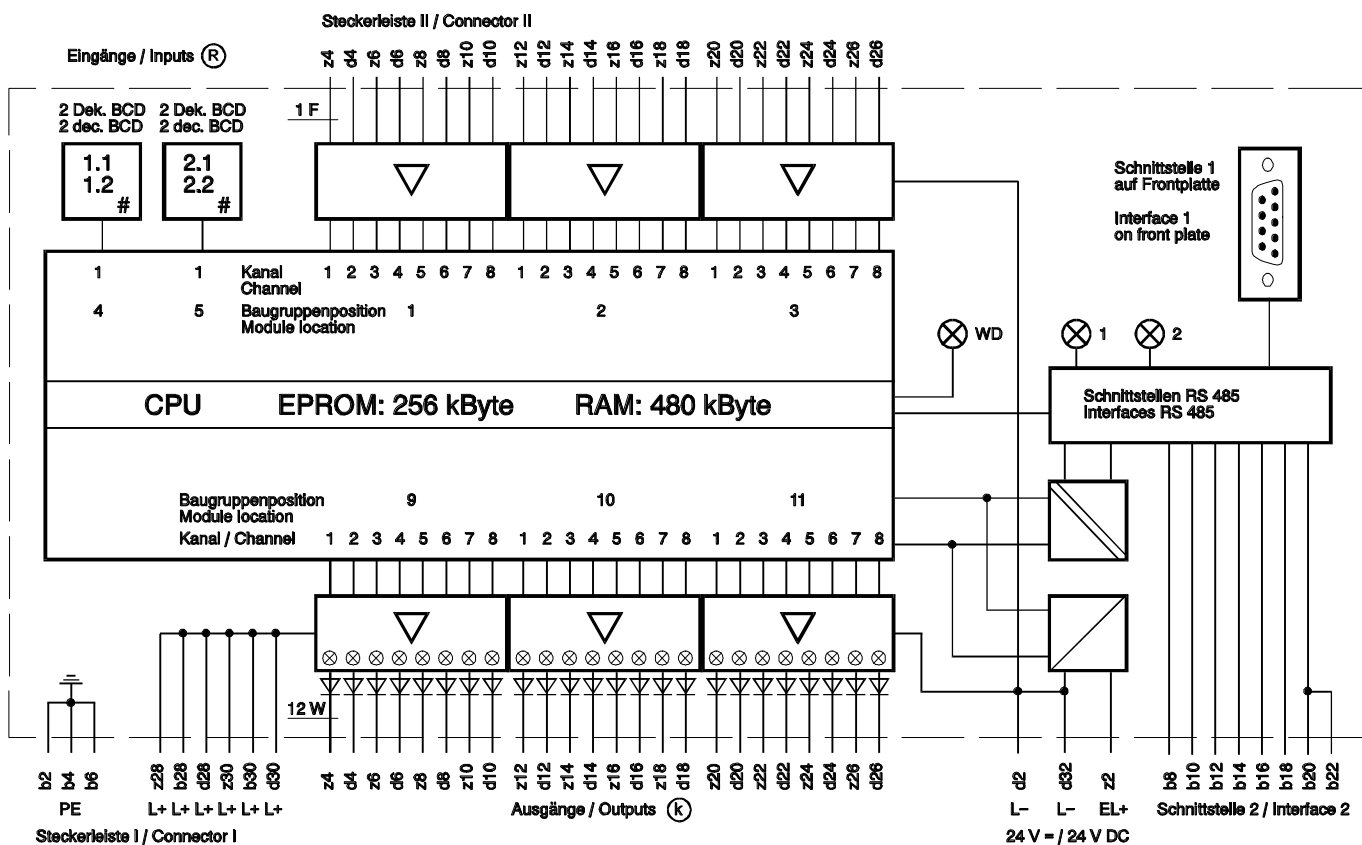 Steckerleiste II / Connector II
Eingänge / Inputs R
z4 d4 z6 d6 z8 d8 z10 d10 z12 d12 z14 d14 z16 d16 z18 d18 z20 d20 z22 d22 z24 d24 z26 d26
2 Dek. BCD 2 Dek. BCD
2 dec. BCD 2 dec. BCD
1 F
1.1 2.1
1.2 2.2
# #
Schnittstelle 1
auf Frontplatte
Interface 1
on front plate
1 1 Kanal 1 2 3 4 5 6 7 8 1 2 3 4 5 6 7 8 1 2 3 4 5 6 7 8
Channel
4 5 Baugruppenposition 1 2 3
Module location
WD 1 2
CPU EPROM: 256 kByte RAM: 480 kByte
Schnittstellen RS 485
Interfaces RS 485
Baugruppenposition 9 10 11
Module location
Kanal / Channel 1 2 3 4 5 6 7 8 1 2 3 4 5 6 7 8 1 2 3 4 5 6 7 8
12 W
b2 b4 b6 z28 b28 d28 z30 b30 d30 z4 d4 z6 d6 z8 d8 z10 d10 z12 d12 z14 d14 z16 d16 z18 d18 z20 d20 z22 d22 z24 d24 z26 d26 d2 d32 z2 b8 b10 b12 b14 b16 b18 b20 b22
PE L+ L+ L+ L+ L+ L+ Ausgänge / Outputs k L– L– EL+ Schnittstelle 2 / Interface 2
Steckerleiste I / Connector I 24 V = / 24 V DC